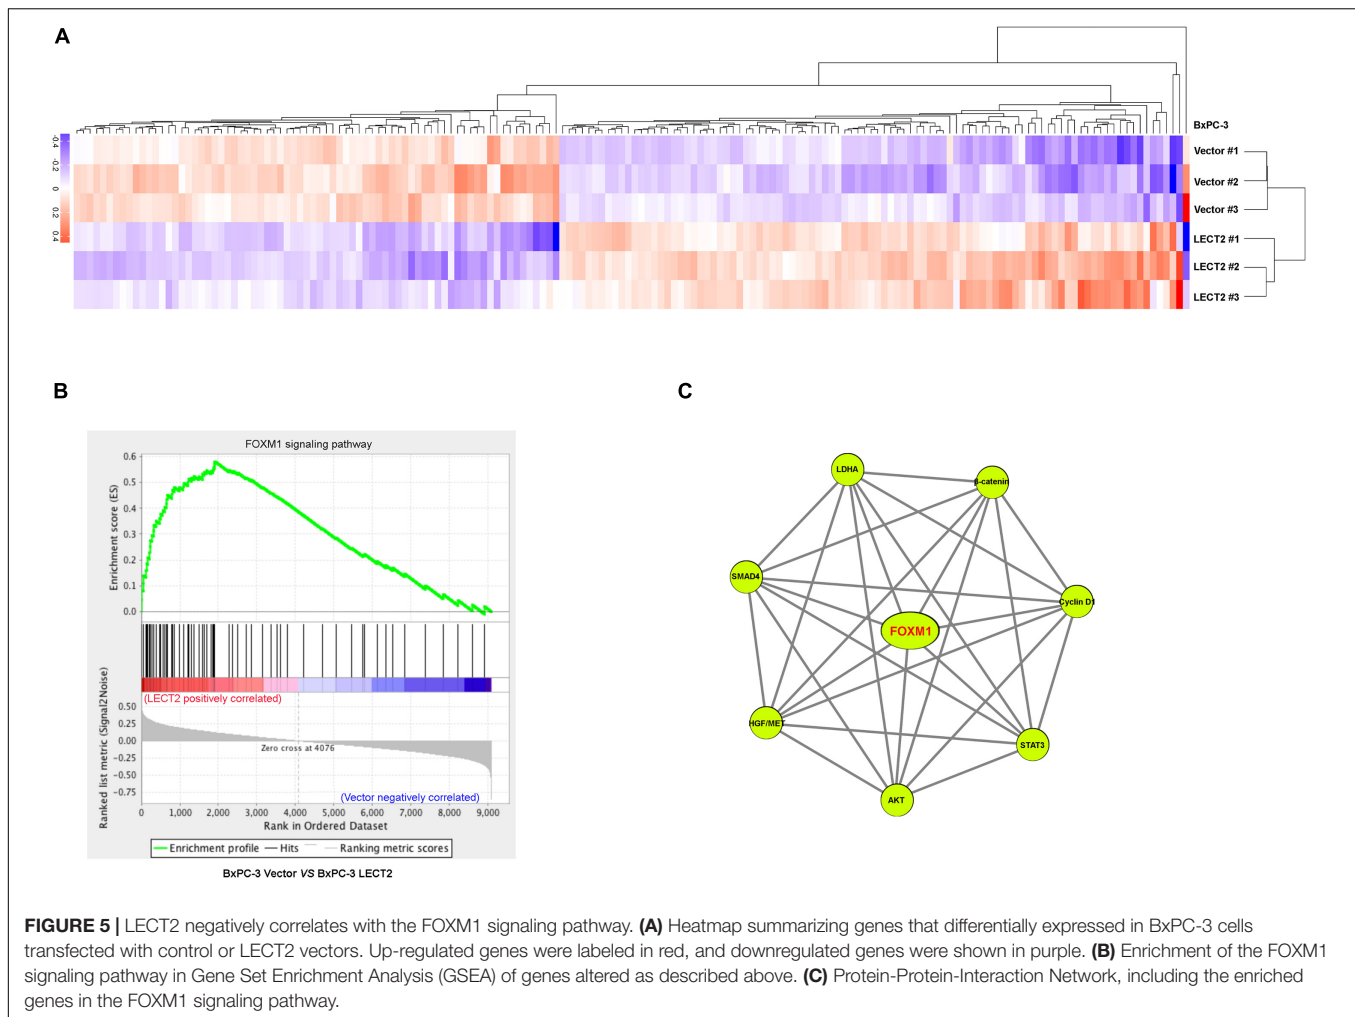 A
BxPC-3
-0.4
-0.2
0
0.2
0.4
Vector #1
Vector #2
Vector #3
LECT2 #1
LECT2 #2
LECT2 #3
B
FOXM1 signaling pathway
Enrichment score (ES)
0.6
0.5
0.4
0.3
0.2
0.1
0.0
(LECT2 positively correlated)
Ranked list metric (Signal2Noise)
0.50
0.25
0.00
-0.25
-0.50
-0.75
Zero cross at 4076
(Vector negatively correlated)
0 1,000 2,000 3,000 4,000 5,000 6,000 7,000 8,000 9,000
Rank in Ordered Dataset
Enrichment profile Hits Ranking metric scores
BxPC-3 Vector VS BxPC-3 LECT2
C
LDHA
β-catenin
SMAD4
Cyclin D1
FOXM1
HGF/MET
STAT3
AKT
FIGURE 5 | LECT2 negatively correlates with the FOXM1 signaling pathway. (A) Heatmap summarizing genes that differentially expressed in BxPC-3 cells
transfected with control or LECT2 vectors. Up-regulated genes were labeled in red, and downregulated genes were shown in purple. (B) Enrichment of the FOXM1
signaling pathway in Gene Set Enrichment Analysis (GSEA) of genes altered as described above. (C) Protein-Protein-Interaction Network, including the enriched
genes in the FOXM1 signaling pathway.